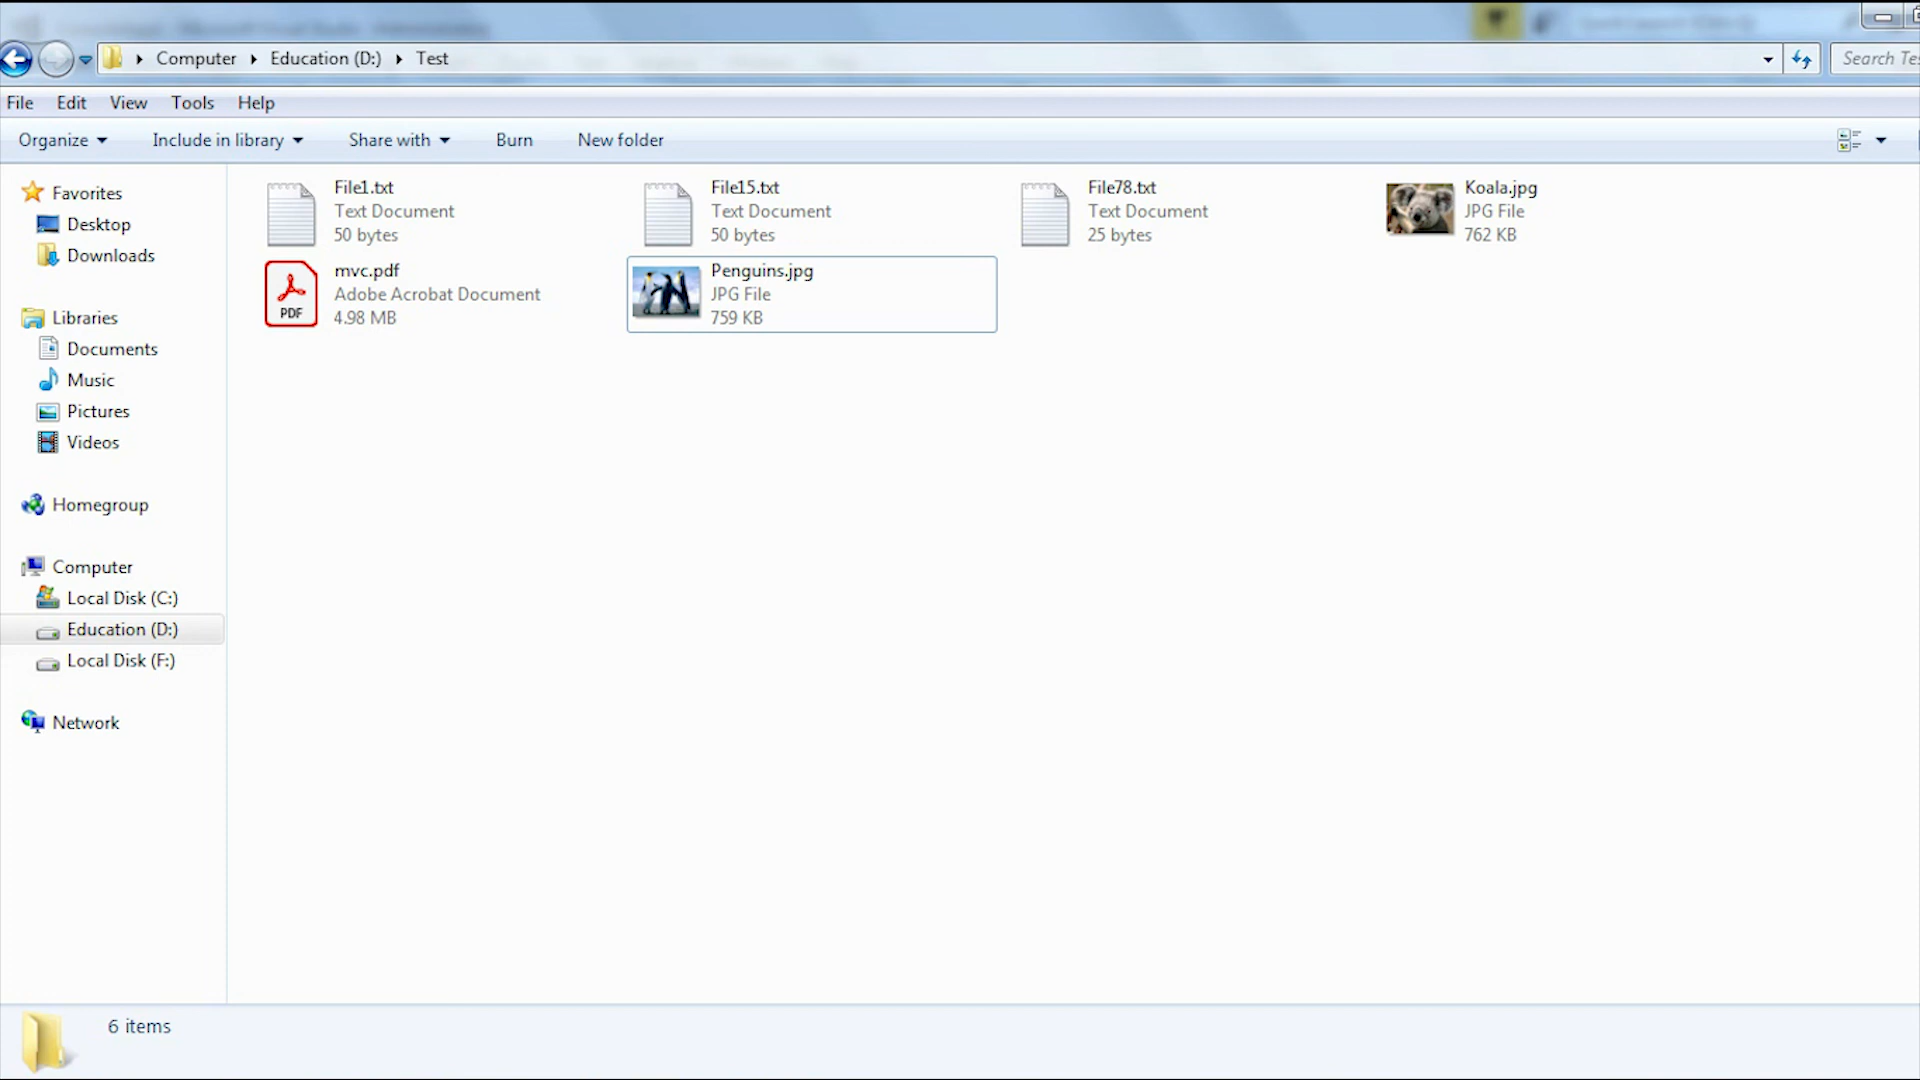 Computer Education (D:) Test
Search Tes
File Edit View Tools Help
Organize Include in library Share with Burn New folder
Favorites
Desktop
Downloads
Libraries
Documents
Music
Pictures
Videos
Homegroup
Computer
Local Disk (C:)
Education (D:)
Local Disk (F:)
Network
File1.txt
Text Document
50 bytes
File15.txt
Text Document
50 bytes
File78.txt
Text Document
25 bytes
Koala.jpg
JPG File
762 KB
PDF
mvc.pdf
Adobe Acrobat Document
4.98 MB
Penguins.jpg
JPG File
759 KB
6 items